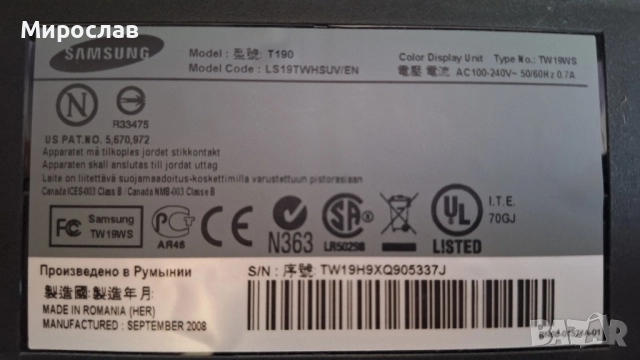 Мирослав
SAMSUNG
Model : 型號: T190
Model Code : LS19TWHSUV/EN
Color Display Unit Type No.: TW19WS
電壓 電流 AC100-240V~ 50/60Hz 0.7A
N
R33475
US PAT.NO. 5,670,972
Apparatet må tilkoples jordet stikkontakt
Apparaten skall anslutas till jordat uttag
Laite on liitettävä suojamaadoitus-koskettimilla varustettuun pistorasiaan
Canada ICES-003 Class B / Canada NMB-003 Classe B
FC Samsung
TW19WS
АЯ46
N363
SA
LR50298
UL
LISTED
I.T.E.
70GJ
Произведено в Румынии
製造國: 製造年月:
MADE IN ROMANIA (HER)
MANUFACTURED : SEPTEMBER 2008
S/N : 序號: TW19H9XQ905337J
bazar